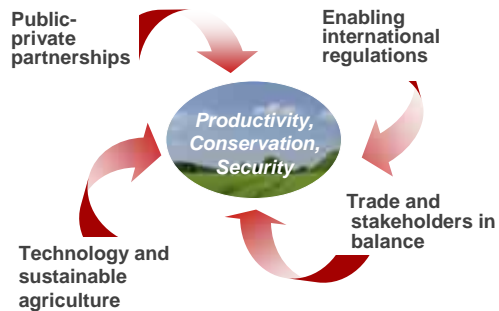 Public-
private
partnerships
Enabling
international
regulations
Productivity,
Conservation,
Security
Technology and
sustainable
agriculture
Trade and
stakeholders in
balance